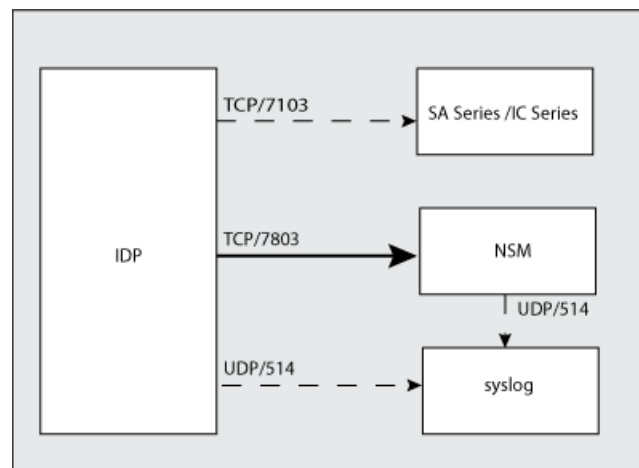 TCP/7103
SA Series /IC Series
IDP
TCP/7803
NSM
UDP/514
UDP/514
syslog